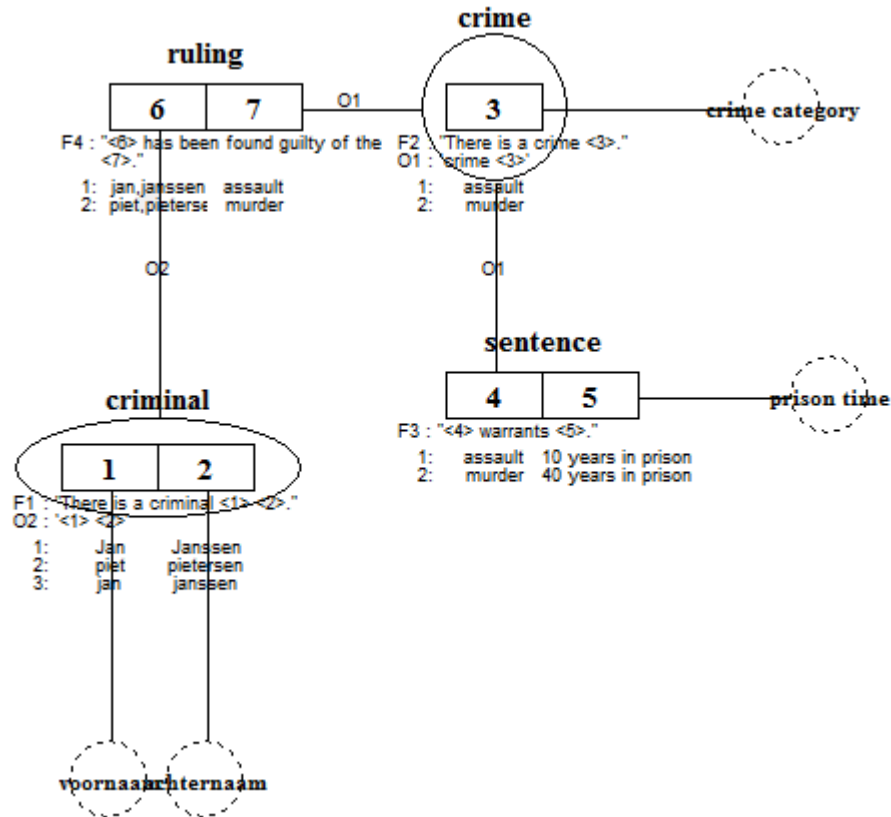 crime
ruling
6 7
O1
3
crime category
F4 : "<6> has been found guilty of the
<7>."
1: jan,janssen assault
2: piet,pieterse murder
F2 : "There is a crime <3>."
O1 : 'crime <3>'
1: assault
2: murder
O2
O1
sentence
4 5
prison time
F3 : "<4> warrants <5>."
1: assault 10 years in prison
2: murder 40 years in prison
criminal
1 2
F1 : "There is a criminal <1> <2>."
O2 : '<1> <2>'
1: Jan Janssen
2: piet pietersen
3: jan janssen
voornaam achternaam